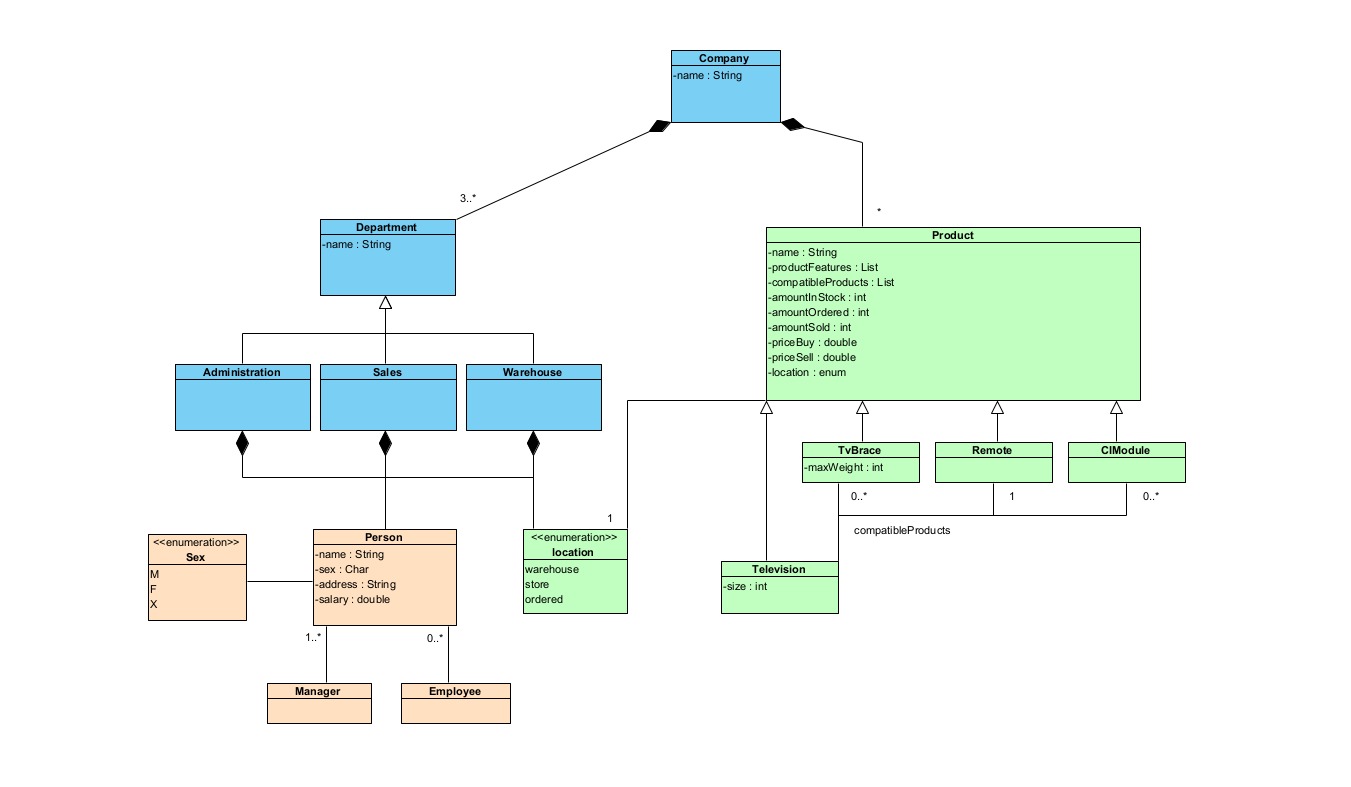 Company
-name : String
3..*
*
Department
-name : String
Product
-name : String
-productFeatures : List
-compatibleProducts : List
-amountInStock : int
-amountOrdered : int
-amountSold : int
-priceBuy : double
-priceSell : double
-location : enum
Administration
Sales
Warehouse
TvBrace
-maxWeight : int
Remote
CIModule
0..*
1
0..*
compatibleProducts
1
<<enumeration>>
Sex
M
F
X
Person
-name : String
-sex : Char
-address : String
-salary : double
<<enumeration>>
location
warehouse
store
ordered
Television
-size : int
1..*
0..*
Manager
Employee